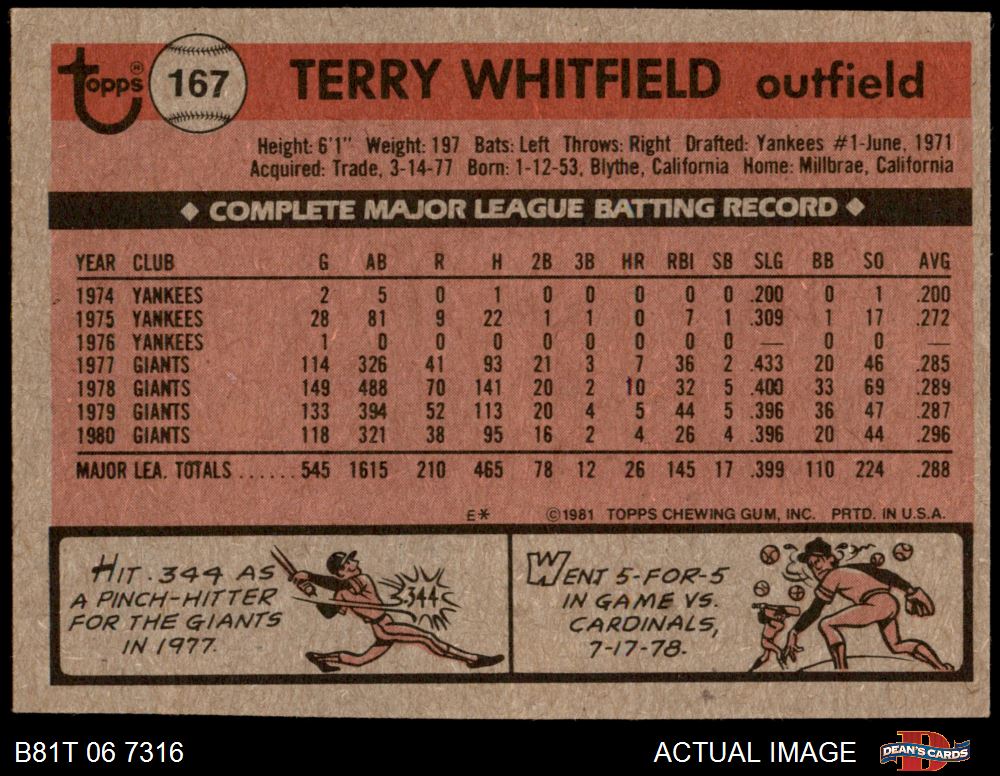 topps® 167 TERRY WHITFIELD outfield
Height: 6'1" Weight: 197 Bats: Left Throws: Right Drafted: Yankees #1-June, 1971
Acquired: Trade, 3-14-77 Born: 1-12-53, Blythe, California Home: Millbrae, California
◆ COMPLETE MAJOR LEAGUE BATTING RECORD ◆
YEAR CLUB G AB R H 2B 3B HR RBI SB SLG BB SO AVG
1974 YANKEES 2 5 0 1 0 0 0 0 0 .200 0 1 .200
1975 YANKEES 28 81 9 22 1 1 0 7 1 .309 1 17 .272
1976 YANKEES 1 0 0 0 0 0 0 0 0 — 0 0 —
1977 GIANTS 114 326 41 93 21 3 7 36 2 .433 20 46 .285
1978 GIANTS 149 488 70 141 20 2 10 32 5 .400 33 69 .289
1979 GIANTS 133 394 52 113 20 4 5 44 5 .396 36 47 .287
1980 GIANTS 118 321 38 95 16 2 4 26 4 .396 20 44 .296
MAJOR LEA. TOTALS ...... 545 1615 210 465 78 12 26 145 17 .399 110 224 .288
E* ©1981 TOPPS CHEWING GUM, INC. PRTD. IN U.S.A.
HIT .344 AS
A PINCH-HITTER
FOR THE GIANTS
IN 1977.
.344
WENT 5-FOR-5
IN GAME VS.
CARDINALS,
7-17-78.
B81T 06 7316 ACTUAL IMAGE DEAN'S CARDS